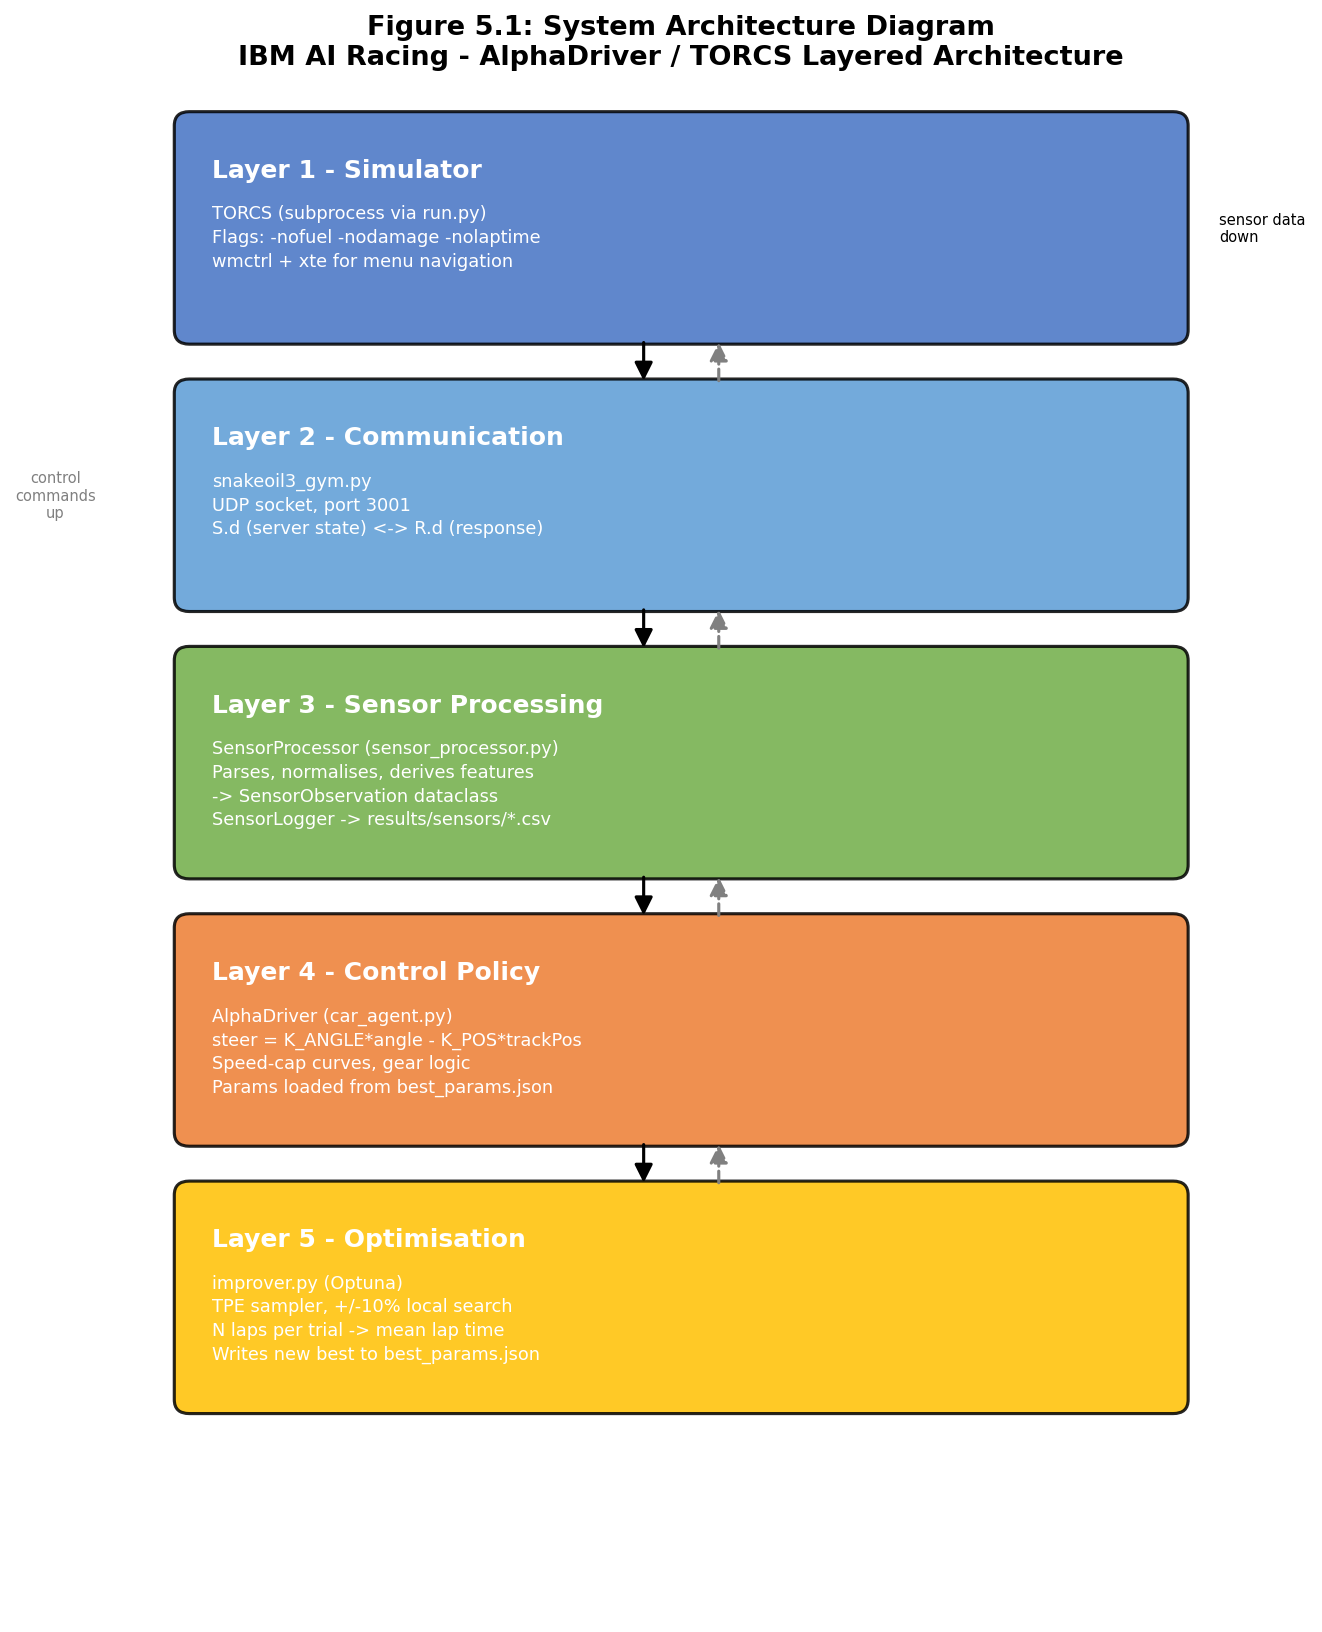 Figure 5.1: System Architecture Diagram
IBM AI Racing - AlphaDriver / TORCS Layered Architecture
Layer 1 - Simulator
TORCS (subprocess via run.py)
Flags: -nofuel -nodamage -nolaptime
wmctrl + xte for menu navigation
sensor data
down
Layer 2 - Communication
snakeoil3_gym.py
UDP socket, port 3001
S.d (server state) <-> R.d (response)
control
commands
up
Layer 3 - Sensor Processing
SensorProcessor (sensor_processor.py)
Parses, normalises, derives features
-> SensorObservation dataclass
SensorLogger -> results/sensors/*.csv
Layer 4 - Control Policy
AlphaDriver (car_agent.py)
steer = K_ANGLE*angle - K_POS*trackPos
Speed-cap curves, gear logic
Params loaded from best_params.json
Layer 5 - Optimisation
improver.py (Optuna)
TPE sampler, +/-10% local search
N laps per trial -> mean lap time
Writes new best to best_params.json